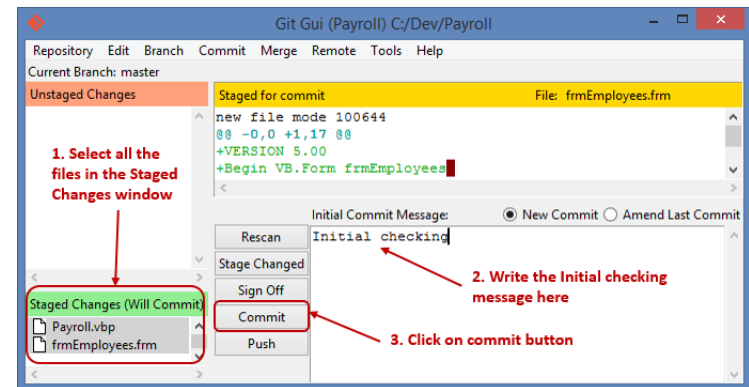 Git Gui (Payroll) C:/Dev/Payroll
Repository Edit Branch Commit Merge Remote Tools Help
Current Branch: master
Unstaged Changes
Staged for commit File: frmEmployees.frm
new file mode 100644
@@ -0,0 +1,17 @@
+VERSION 5.00
+Begin VB.Form frmEmployees
1. Select all the
files in the Staged
Changes window
Initial Commit Message: New Commit Amend Last Commit
Rescan
Stage Changed
Sign Off
Commit
Push
Initial checking
2. Write the Initial checking
message here
3. Click on commit button
Staged Changes (Will Commit)
Payroll.vbp
frmEmployees.frm